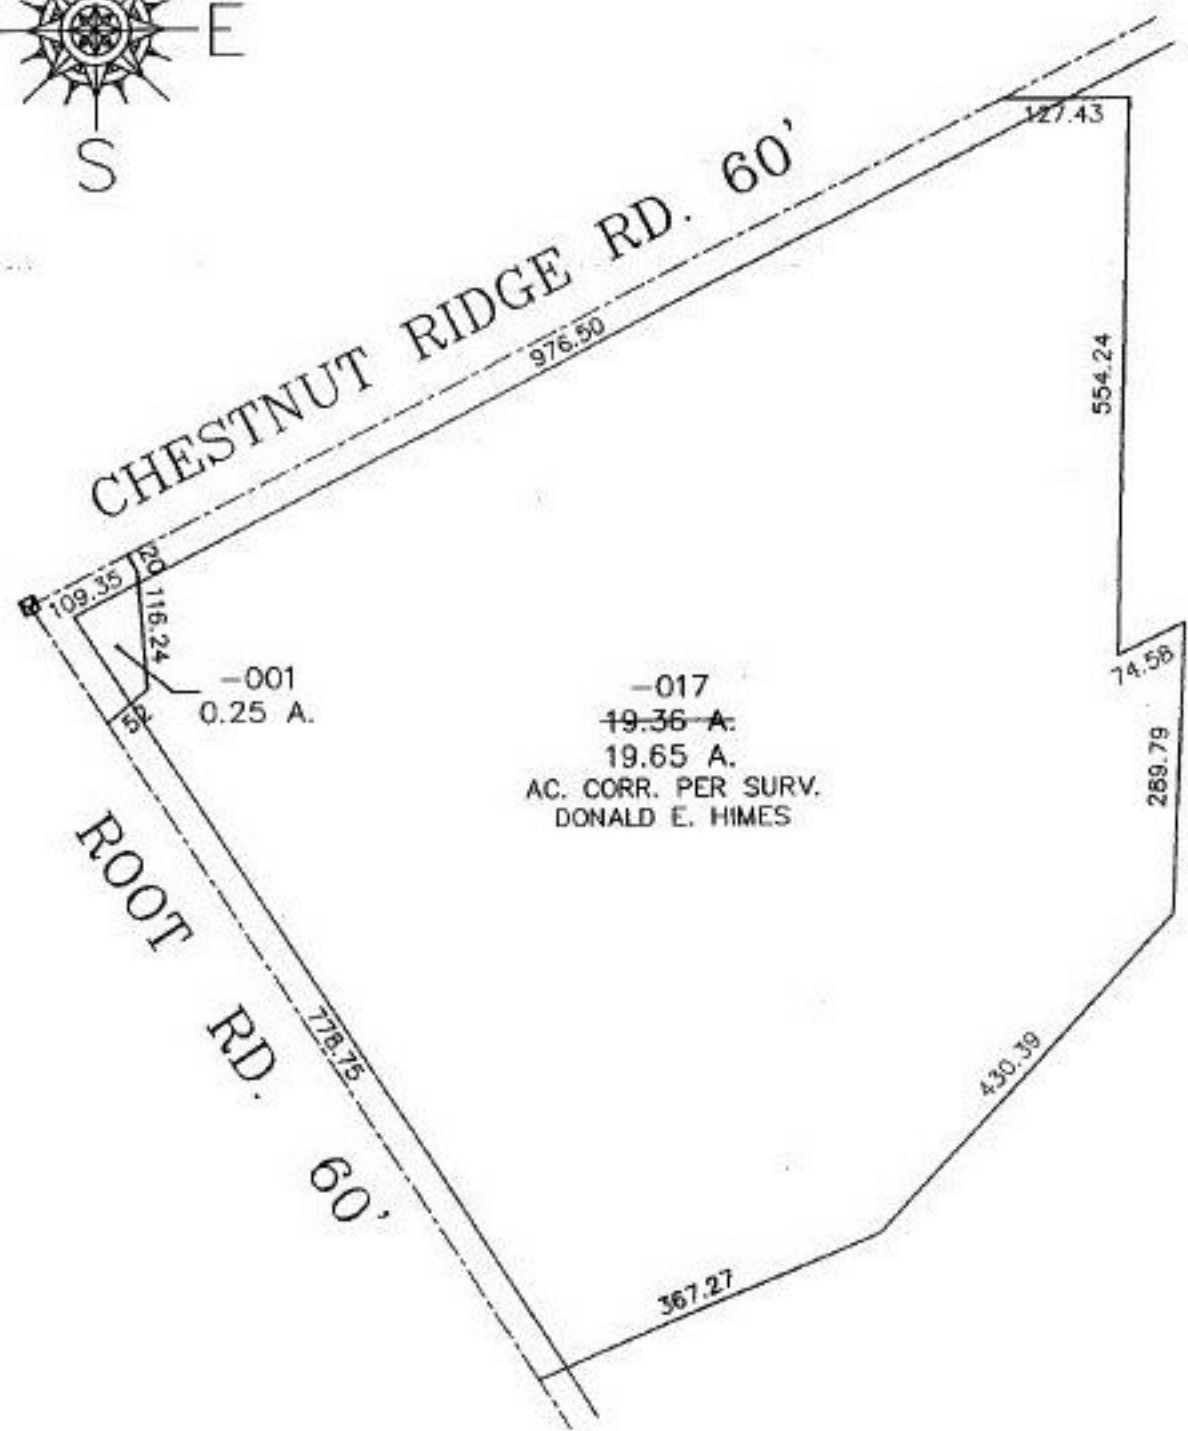 E
S
CHESTNUT RIDGE RD. 60'
127.43
976.50
554.24
109.35
20
116.24
52
-001
0.25 A.
74.58
-017
19.36 A.
19.65 A.
AC. CORR. PER SURV.
DONALD E. HIMES
289.79
ROOT RD. 60'
778.75
430.39
367.27